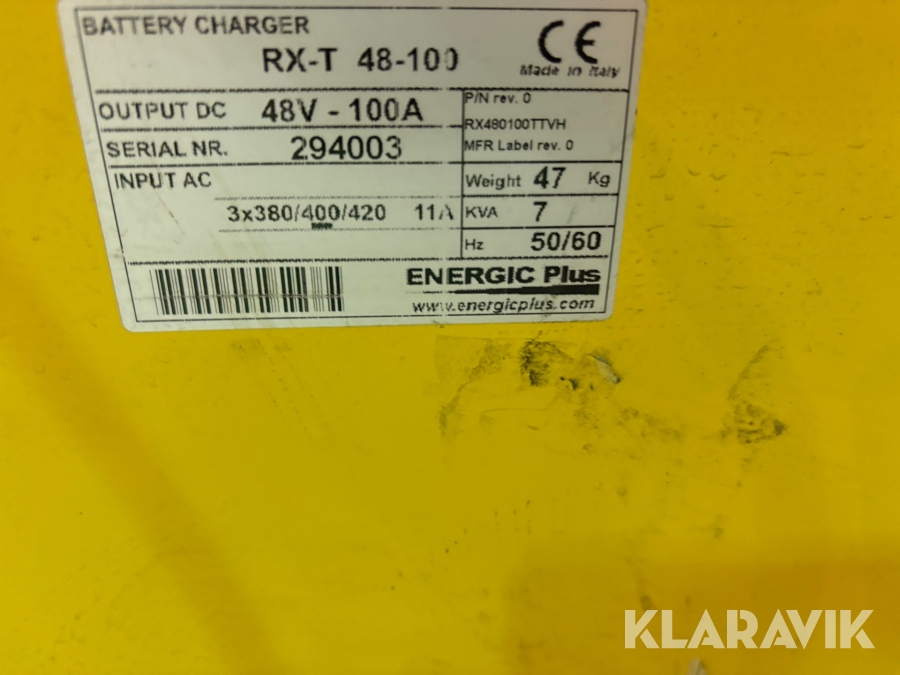 BATTERY CHARGER
RX-T 48-100
CE
Made in Italy
OUTPUT DC 48V - 100A
P/N rev. 0
RX480100TTVH
SERIAL NR. 294003
MFR Label rev. 0
INPUT AC
Weight 47 Kg
3x380/400/420 11A
KVA 7
Hz 50/60
ENERGIC Plus
www.energicplus.com
KLARAVIK